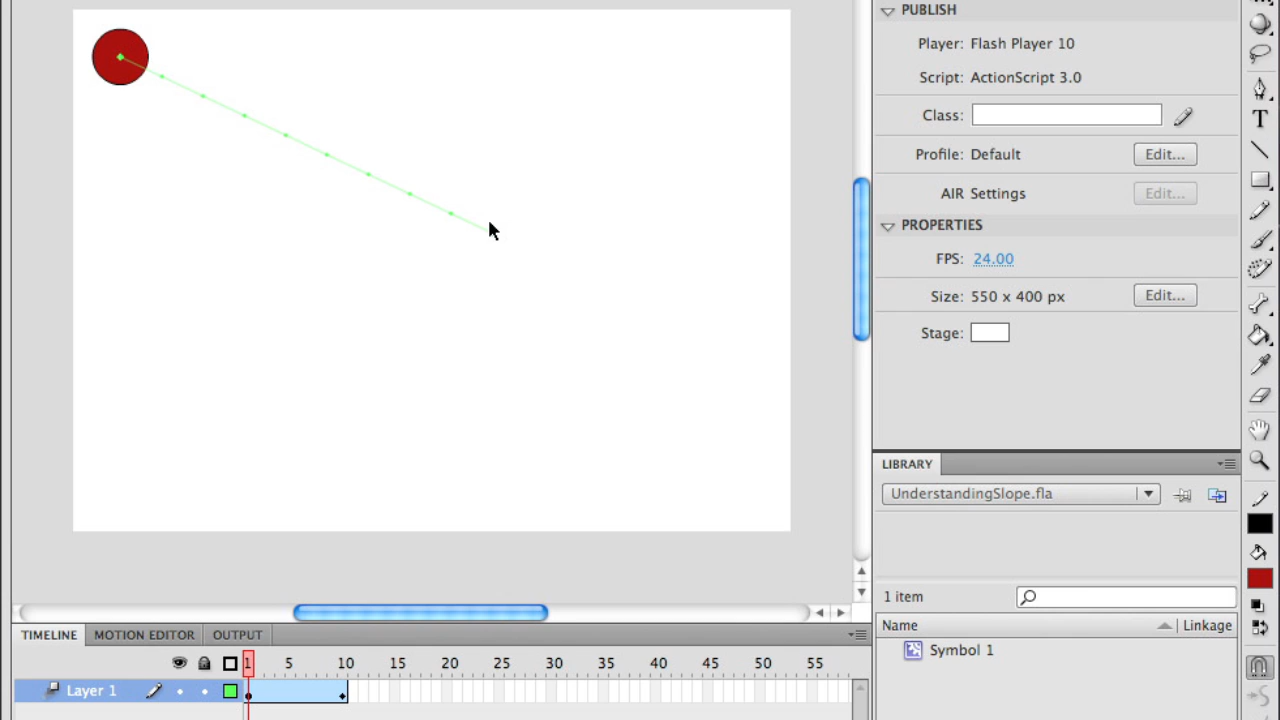 PUBLISH
Player: Flash Player 10
Script: ActionScript 3.0
Class:
Profile: Default Edit...
AIR Settings Edit...
PROPERTIES
FPS: 24.00
Size: 550 x 400 px Edit...
Stage:
LIBRARY
UnderstandingSlope.fla
1 item
Name Linkage
Symbol 1
TIMELINE MOTION EDITOR OUTPUT
1 5 10 15 20 25 30 35 40 45 50 55
Layer 1